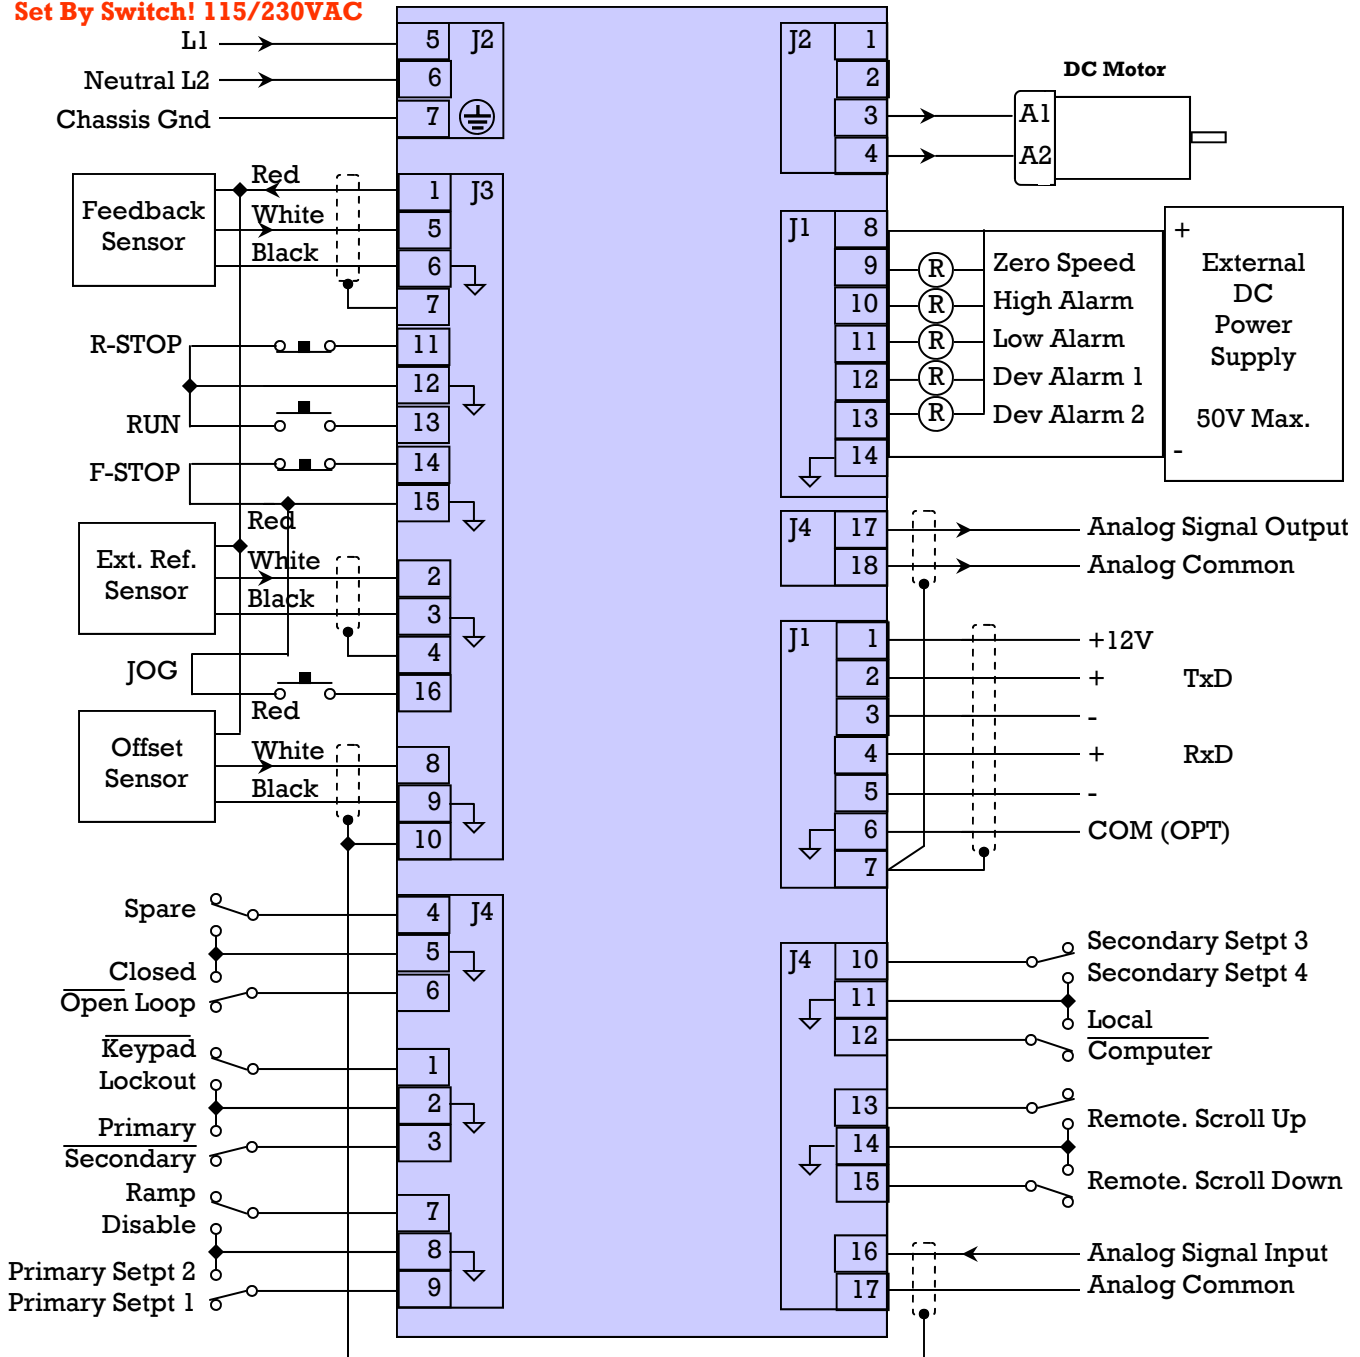 Set By Switch! 115/230VAC
L1 5 J2
Neutral L2 6
Chassis Gnd 7
Feedback Sensor
Red 1 J3
White 5
Black 6
7
R-STOP 11
12
RUN 13
F-STOP 14
15
Ext. Ref. Sensor
Red
White 2
Black 3
4
JOG 16
Offset Sensor
Red
White 8
Black 9
10
Spare 4 J4
5
Closed
Open Loop 6
Keypad
Lockout 1
2
Primary
Secondary 3
Ramp
Disable 7
8
Primary Setpt 2
Primary Setpt 1 9
J2 1
2
DC Motor
3 A1
4 A2
J1 8
9 R Zero Speed
10 R High Alarm
11 R Low Alarm
12 R Dev Alarm 1
13 R Dev Alarm 2
14
+
External
DC
Power
Supply
50V Max.
-
J4 17 Analog Signal Output
18 Analog Common
J1 1 +12V
2 + TxD
3 -
4 + RxD
5 -
6 COM (OPT)
7
J4 10 Secondary Setpt 3
11 Secondary Setpt 4
12 Local
Computer
13
Remote. Scroll Up
14
15 Remote. Scroll Down
16 Analog Signal Input
17 Analog Common